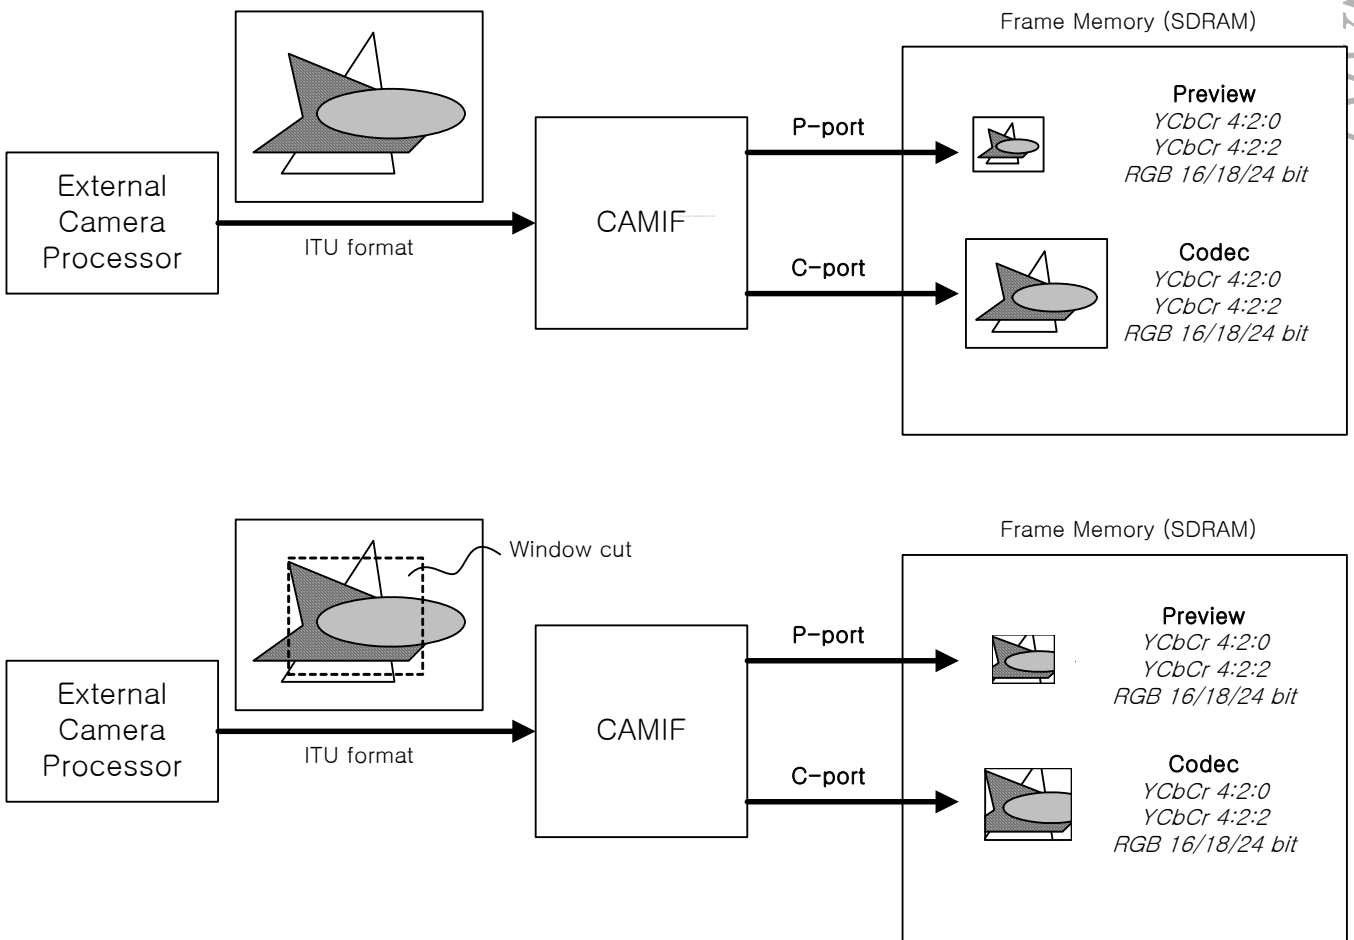 Frame Memory (SDRAM)
External
Camera
Processor
ITU format
CAMIF
P-port
C-port
Preview
YCbCr 4:2:0
YCbCr 4:2:2
RGB 16/18/24 bit
Codec
YCbCr 4:2:0
YCbCr 4:2:2
RGB 16/18/24 bit
Window cut
Frame Memory (SDRAM)
External
Camera
Processor
ITU format
CAMIF
P-port
C-port
Preview
YCbCr 4:2:0
YCbCr 4:2:2
RGB 16/18/24 bit
Codec
YCbCr 4:2:0
YCbCr 4:2:2
RGB 16/18/24 bit